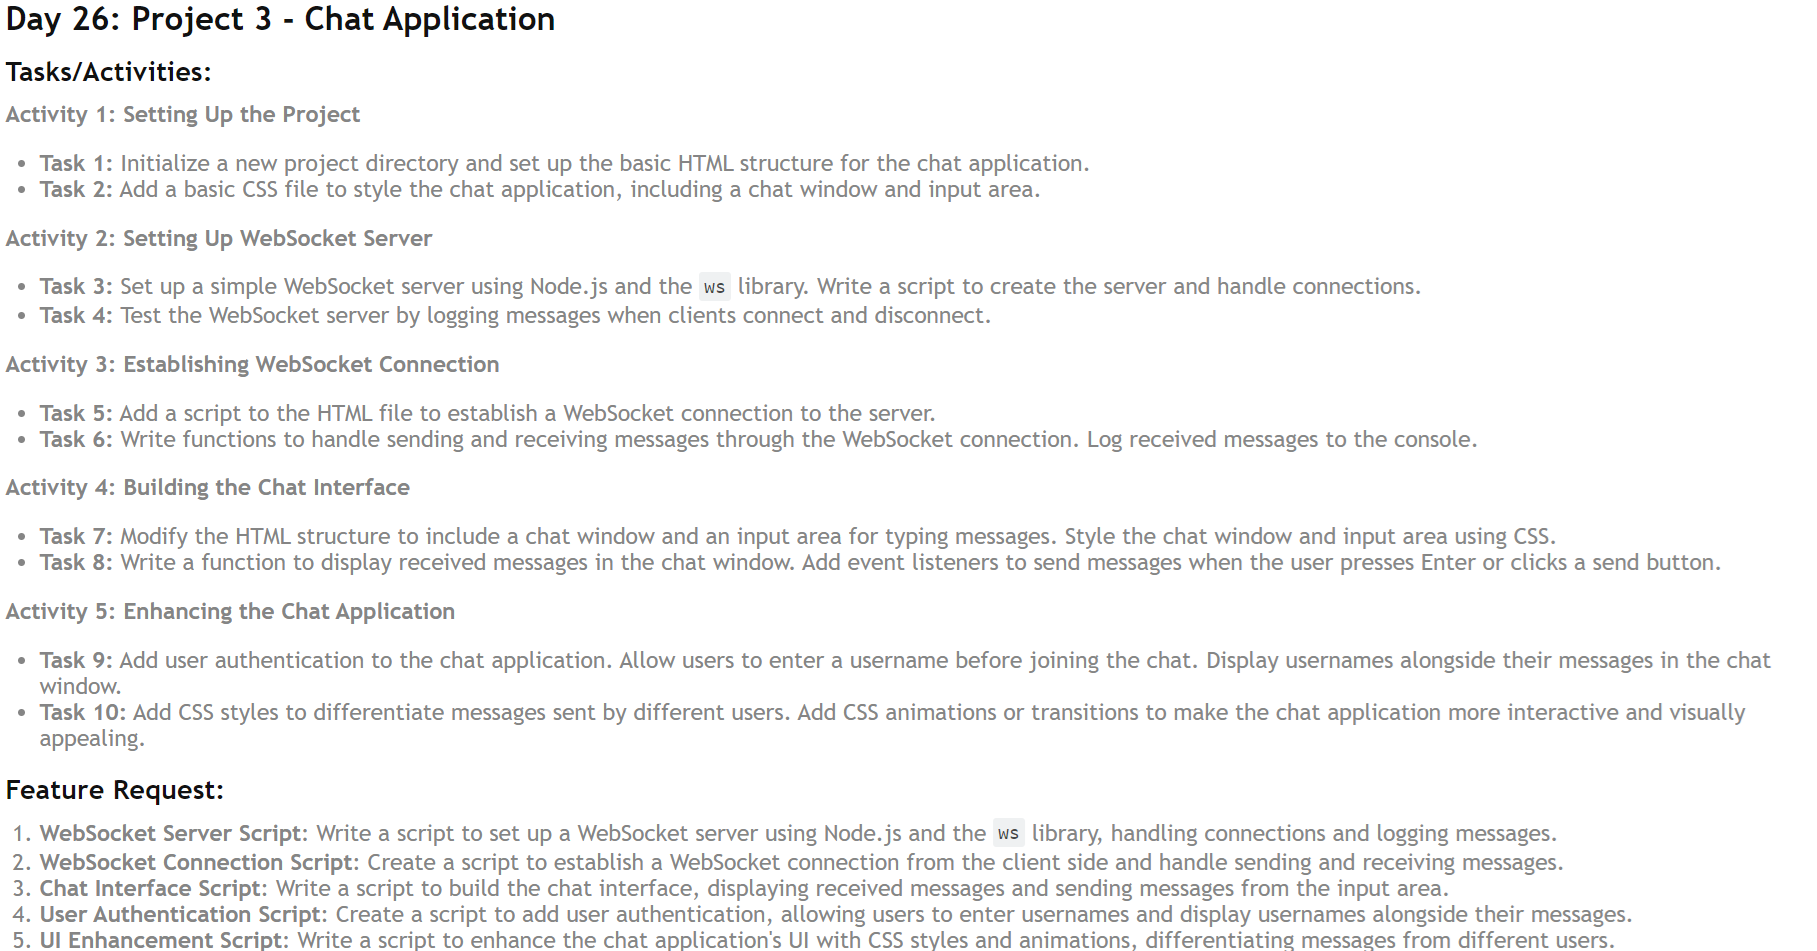 Day 26: Project 3 - Chat Application
Tasks/Activities:
Activity 1: Setting Up the Project
• Task 1: Initialize a new project directory and set up the basic HTML structure for the chat application.
• Task 2: Add a basic CSS file to style the chat application, including a chat window and input area.
Activity 2: Setting Up WebSocket Server
• Task 3: Set up a simple WebSocket server using Node.js and the ws library. Write a script to create the server and handle connections.
• Task 4: Test the WebSocket server by logging messages when clients connect and disconnect.
Activity 3: Establishing WebSocket Connection
• Task 5: Add a script to the HTML file to establish a WebSocket connection to the server.
• Task 6: Write functions to handle sending and receiving messages through the WebSocket connection. Log received messages to the console.
Activity 4: Building the Chat Interface
• Task 7: Modify the HTML structure to include a chat window and an input area for typing messages. Style the chat window and input area using CSS.
• Task 8: Write a function to display received messages in the chat window. Add event listeners to send messages when the user presses Enter or clicks a send button.
Activity 5: Enhancing the Chat Application
• Task 9: Add user authentication to the chat application. Allow users to enter a username before joining the chat. Display usernames alongside their messages in the chat
window.
• Task 10: Add CSS styles to differentiate messages sent by different users. Add CSS animations or transitions to make the chat application more interactive and visually
appealing.
Feature Request:
1. WebSocket Server Script: Write a script to set up a WebSocket server using Node.js and the ws library, handling connections and logging messages.
2. WebSocket Connection Script: Create a script to establish a WebSocket connection from the client side and handle sending and receiving messages.
3. Chat Interface Script: Write a script to build the chat interface, displaying received messages and sending messages from the input area.
4. User Authentication Script: Create a script to add user authentication, allowing users to enter usernames and display usernames alongside their messages.
5. UI Enhancement Script: Write a script to enhance the chat application's UI with CSS styles and animations, differentiating messages from different users.